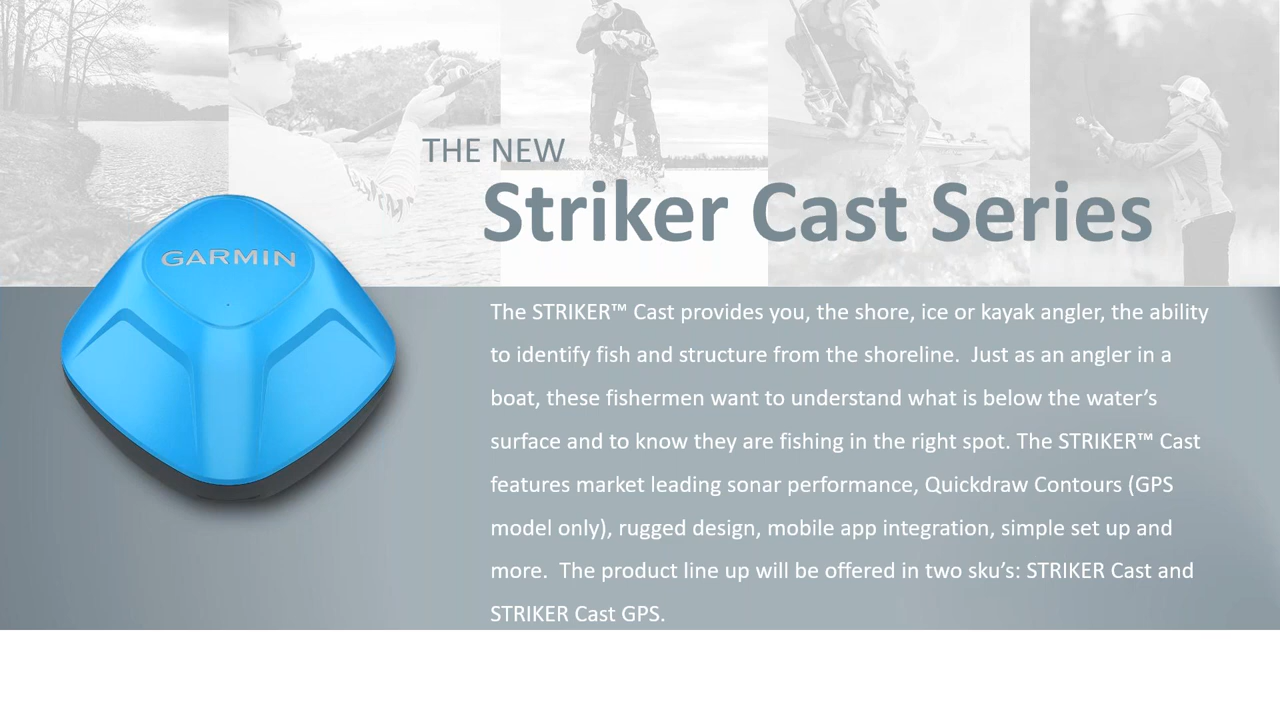 THE NEW
Striker Cast Series
GARMIN
The STRIKER™ Cast provides you, the shore, ice or kayak angler, the ability
to identify fish and structure from the shoreline.  Just as an angler in a
boat, these fishermen want to understand what is below the water’s
surface and to know they are fishing in the right spot. The STRIKER™ Cast
features market leading sonar performance, Quickdraw Contours (GPS
model only), rugged design, mobile app integration, simple set up and
more.  The product line up will be offered in two sku’s: STRIKER Cast and
STRIKER Cast GPS.